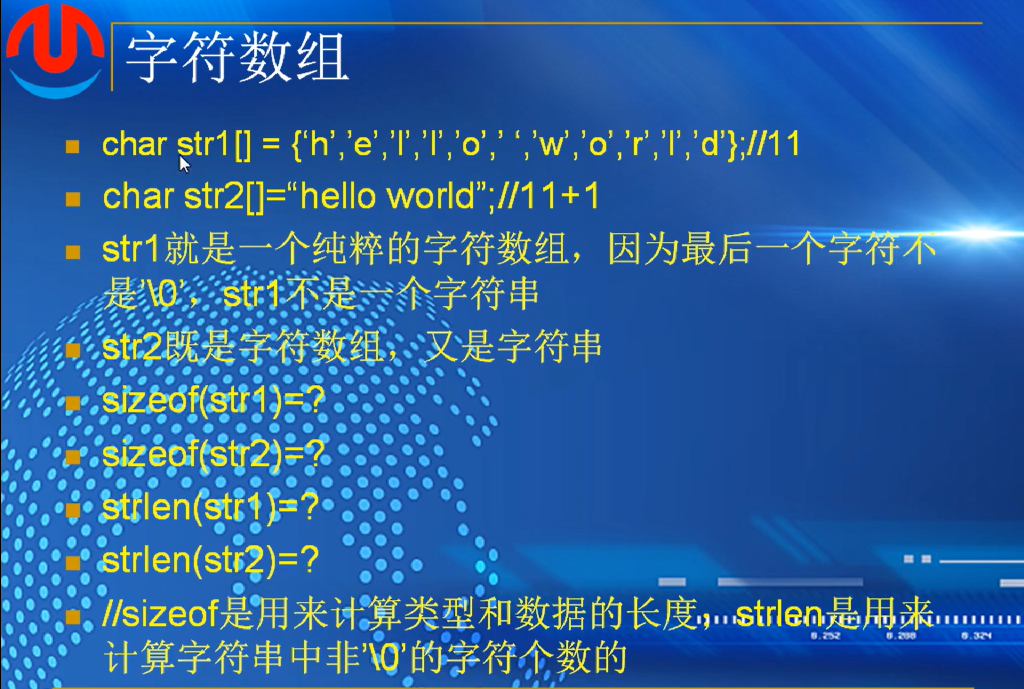 字符数组
char str1[] = {‘h’,’e’,’l’,’l’,’o’,’ ‘,’w’,’o’,’r’,’l’,’d’};//11
char str2[]=“hello world”;//11+1
str1就是一个纯粹的字符数组，因为最后一个字符不
是’\0’，str1不是一个字符串
str2既是字符数组，又是字符串
sizeof(str1)=?
sizeof(str2)=?
strlen(str1)=?
strlen(str2)=?
//sizeof是用来计算类型和数据的长度，strlen是用来
计算字符串中非’\0’的字符个数的
0.252 0.288 0.324